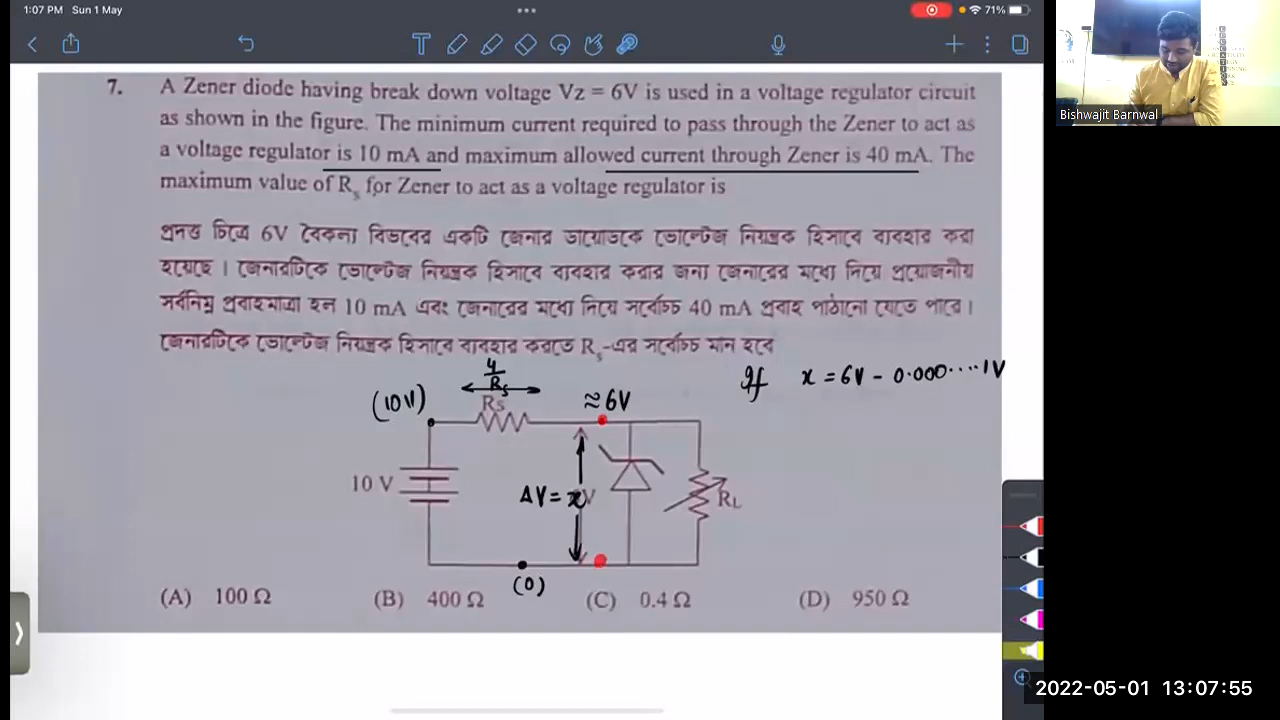 1:07 PM Sun 1 May
71%
7. A Zener diode having break down voltage Vz = 6V is used in a voltage regulator circuit
as shown in the figure. The minimum current required to pass through the Zener to act as
a voltage regulator is 10 mA and maximum allowed current through Zener is 40 mA. The
maximum value of Rs for Zener to act as a voltage regulator is
প্রদত্ত চিত্রে 6V বৈকল্য বিভবের একটি জেনার ডায়োডকে ভোল্টেজ নিয়ন্ত্রক হিসাবে ব্যবহার করা
হয়েছে । জেনারটিকে ভোল্টেজ নিয়ন্ত্রক হিসাবে ব্যবহার করার জন্য জেনারের মধ্যে দিয়ে প্রয়োজনীয়
সর্বনিম্ন প্রবাহমাত্রা হল 10 mA এবং জেনারের মধ্যে দিয়ে সর্বোচ্চ 40 mA প্রবাহ পাঠানো যেতে পারে ।
জেনারটিকে ভোল্টেজ নিয়ন্ত্রক হিসাবে ব্যবহার করতে Rs-এর সর্বোচ্চ মান হবে
4
Rs
(10V)
Rs
≈6V
If x = 6V - 0.000....1V
10 V
ΔV = x
V
RL
(0)
(A) 100 Ω (B) 400 Ω (C) 0.4 Ω (D) 950 Ω
Bishwajit Barnwal
2022-05-01 13:07:55